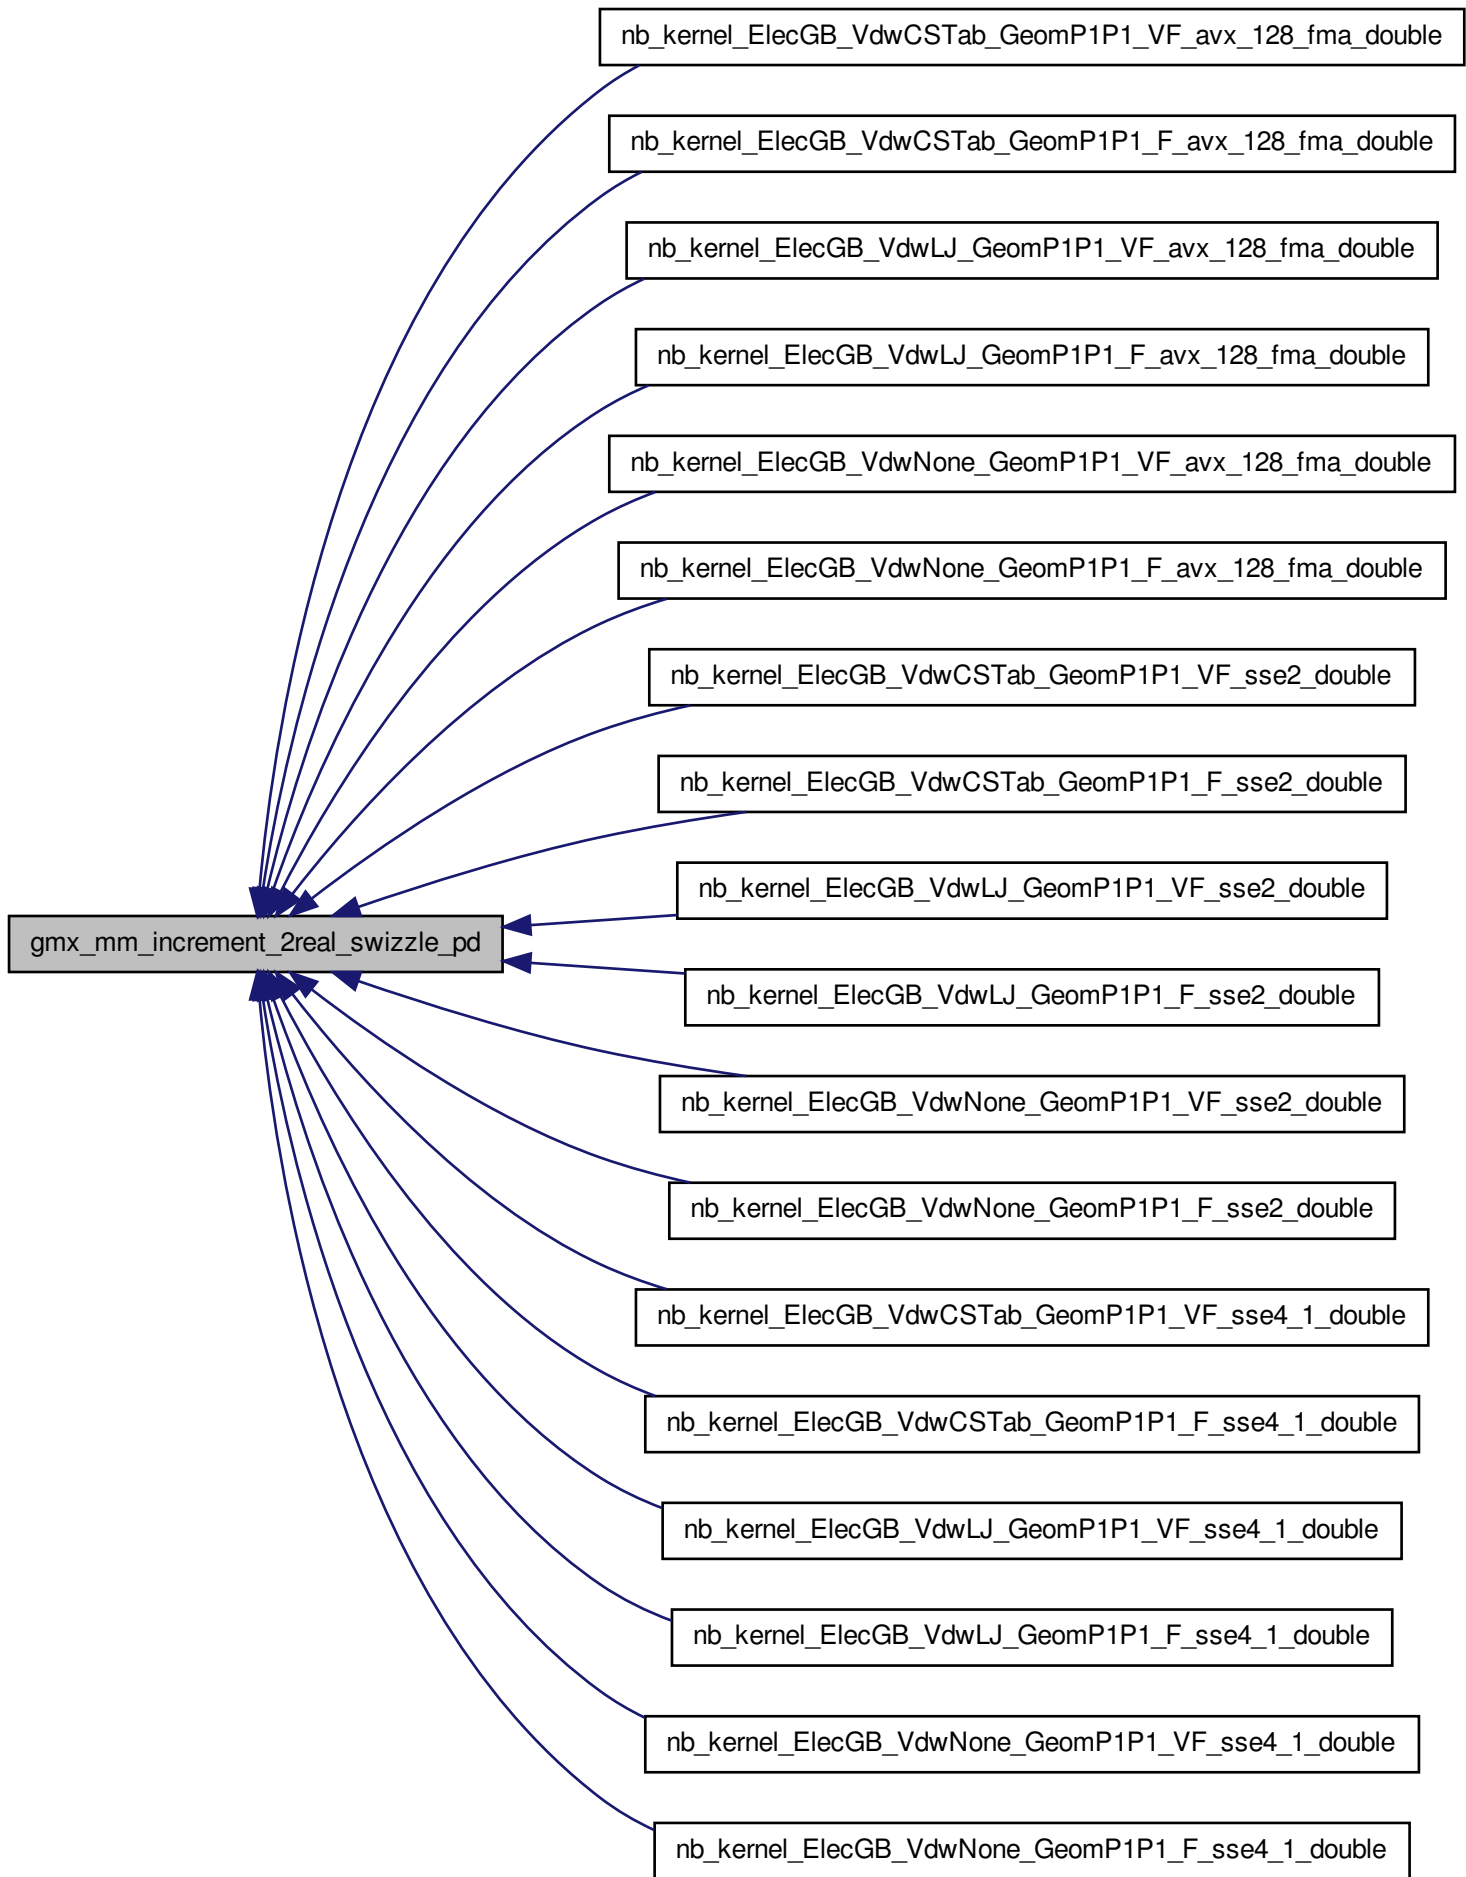 nb_kernel_ElecGB_VdwCSTab_GeomP1P1_VF_avx_128_fma_double
nb_kernel_ElecGB_VdwCSTab_GeomP1P1_F_avx_128_fma_double
nb_kernel_ElecGB_VdwLJ_GeomP1P1_VF_avx_128_fma_double
nb_kernel_ElecGB_VdwLJ_GeomP1P1_F_avx_128_fma_double
nb_kernel_ElecGB_VdwNone_GeomP1P1_VF_avx_128_fma_double
nb_kernel_ElecGB_VdwNone_GeomP1P1_F_avx_128_fma_double
nb_kernel_ElecGB_VdwCSTab_GeomP1P1_VF_sse2_double
nb_kernel_ElecGB_VdwCSTab_GeomP1P1_F_sse2_double
nb_kernel_ElecGB_VdwLJ_GeomP1P1_VF_sse2_double
gmx_mm_increment_2real_swizzle_pd
nb_kernel_ElecGB_VdwLJ_GeomP1P1_F_sse2_double
nb_kernel_ElecGB_VdwNone_GeomP1P1_VF_sse2_double
nb_kernel_ElecGB_VdwNone_GeomP1P1_F_sse2_double
nb_kernel_ElecGB_VdwCSTab_GeomP1P1_VF_sse4_1_double
nb_kernel_ElecGB_VdwCSTab_GeomP1P1_F_sse4_1_double
nb_kernel_ElecGB_VdwLJ_GeomP1P1_VF_sse4_1_double
nb_kernel_ElecGB_VdwLJ_GeomP1P1_F_sse4_1_double
nb_kernel_ElecGB_VdwNone_GeomP1P1_VF_sse4_1_double
nb_kernel_ElecGB_VdwNone_GeomP1P1_F_sse4_1_double